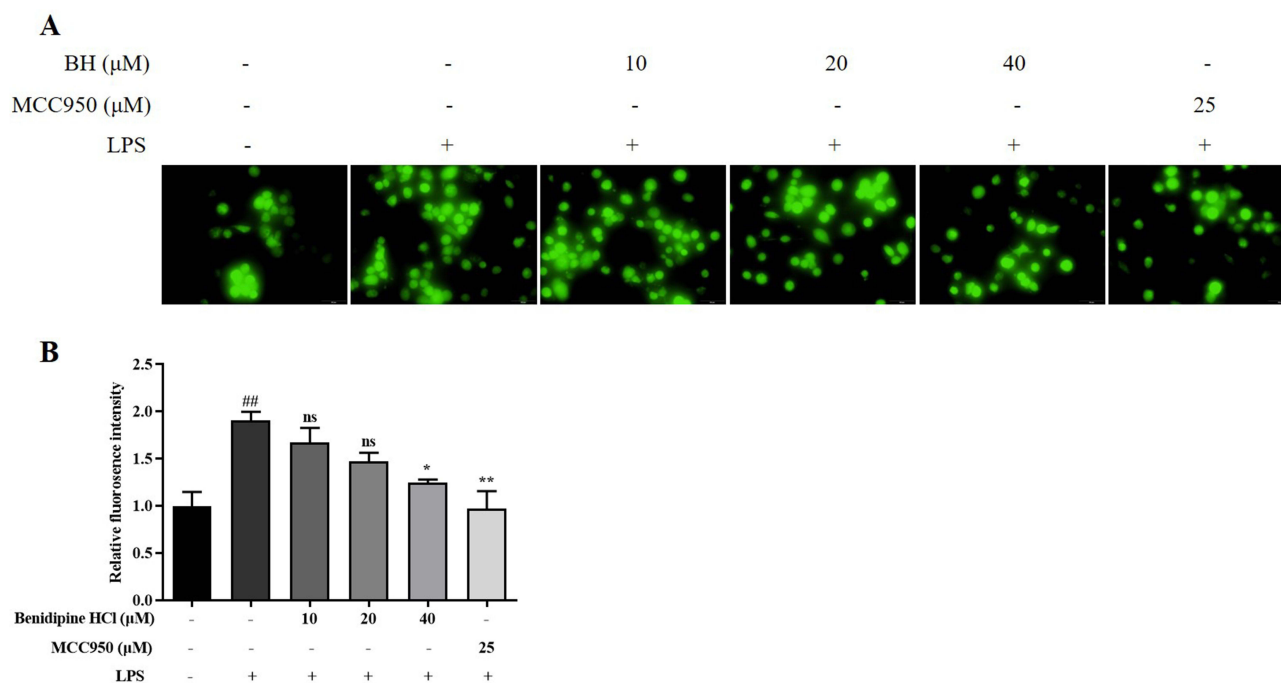 A
BH (μM) - - 10 20 40 -
MCC950 (μM) - - - - - 25
LPS - + + + + +
B
Relative fluorosence intensity
2.5
2.0
1.5
1.0
0.5
0.0
## ns ns * **
Benidipine HCl (μM) - - 10 20 40 -
MCC950 (μM) - - - - - 25
LPS - + + + + +